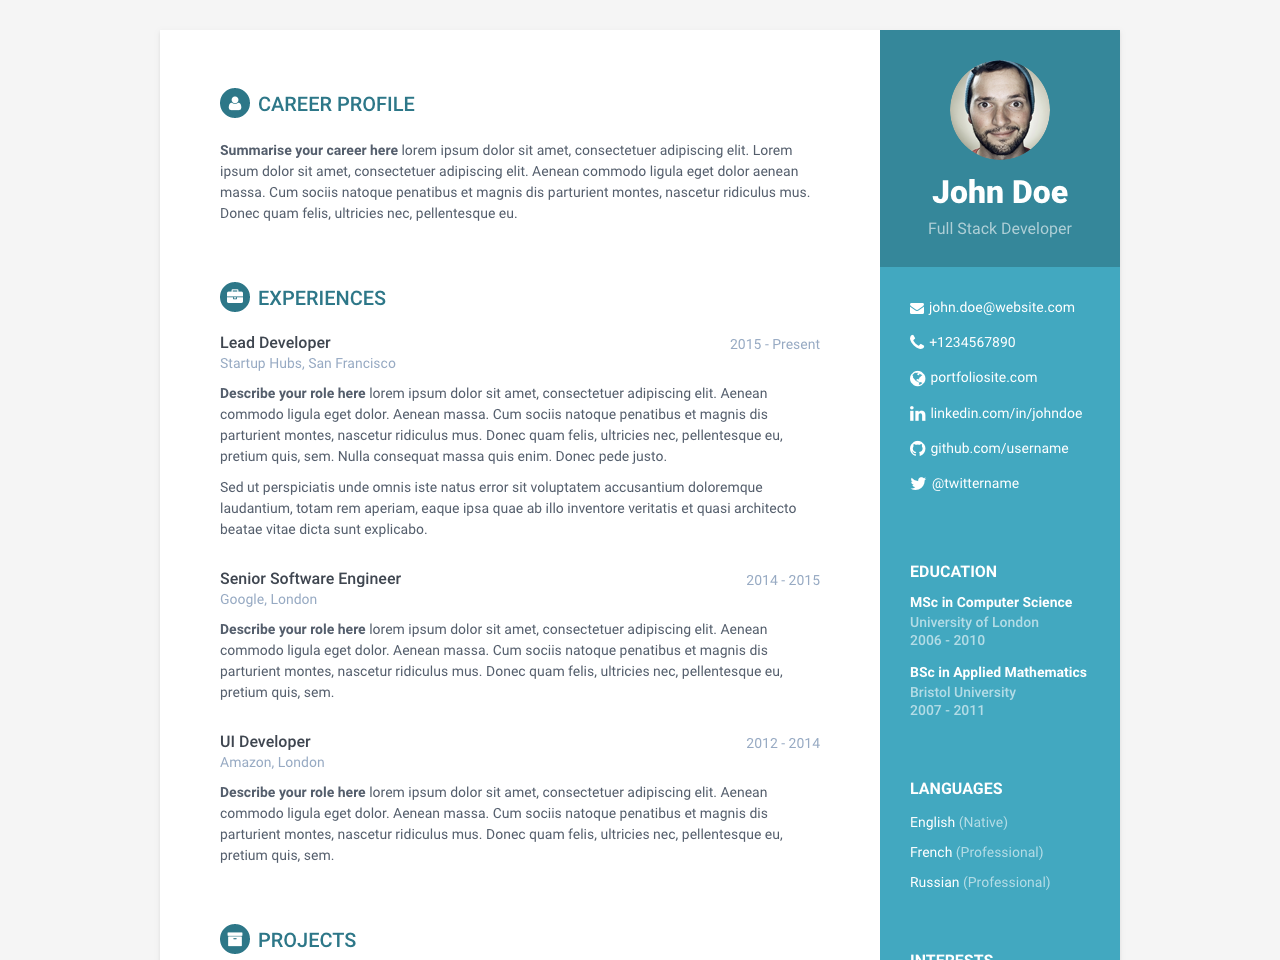 CAREER PROFILE
Summarise your career here lorem ipsum dolor sit amet, consectetuer adipiscing elit. Lorem
ipsum dolor sit amet, consectetuer adipiscing elit. Aenean commodo ligula eget dolor aenean
massa. Cum sociis natoque penatibus et magnis dis parturient montes, nascetur ridiculus mus.
Donec quam felis, ultricies nec, pellentesque eu.
EXPERIENCES
Lead Developer
2015 - Present
Startup Hubs, San Francisco
Describe your role here lorem ipsum dolor sit amet, consectetuer adipiscing elit. Aenean
commodo ligula eget dolor. Aenean massa. Cum sociis natoque penatibus et magnis dis
parturient montes, nascetur ridiculus mus. Donec quam felis, ultricies nec, pellentesque eu,
pretium quis, sem. Nulla consequat massa quis enim. Donec pede justo.
Sed ut perspiciatis unde omnis iste natus error sit voluptatem accusantium doloremque
laudantium, totam rem aperiam, eaque ipsa quae ab illo inventore veritatis et quasi architecto
beatae vitae dicta sunt explicabo.
Senior Software Engineer
2014 - 2015
Google, London
Describe your role here lorem ipsum dolor sit amet, consectetuer adipiscing elit. Aenean
commodo ligula eget dolor. Aenean massa. Cum sociis natoque penatibus et magnis dis
parturient montes, nascetur ridiculus mus. Donec quam felis, ultricies nec, pellentesque eu,
pretium quis, sem.
UI Developer
2012 - 2014
Amazon, London
Describe your role here lorem ipsum dolor sit amet, consectetuer adipiscing elit. Aenean
commodo ligula eget dolor. Aenean massa. Cum sociis natoque penatibus et magnis dis
parturient montes, nascetur ridiculus mus. Donec quam felis, ultricies nec, pellentesque eu,
pretium quis, sem.
PROJECTS
John Doe
Full Stack Developer
john.doe@website.com
+1234567890
portfoliosite.com
linkedin.com/in/johndoe
github.com/username
@twittername
EDUCATION
MSc in Computer Science
University of London
2006 - 2010
BSc in Applied Mathematics
Bristol University
2007 - 2011
LANGUAGES
English (Native)
French (Professional)
Russian (Professional)
INTERESTS